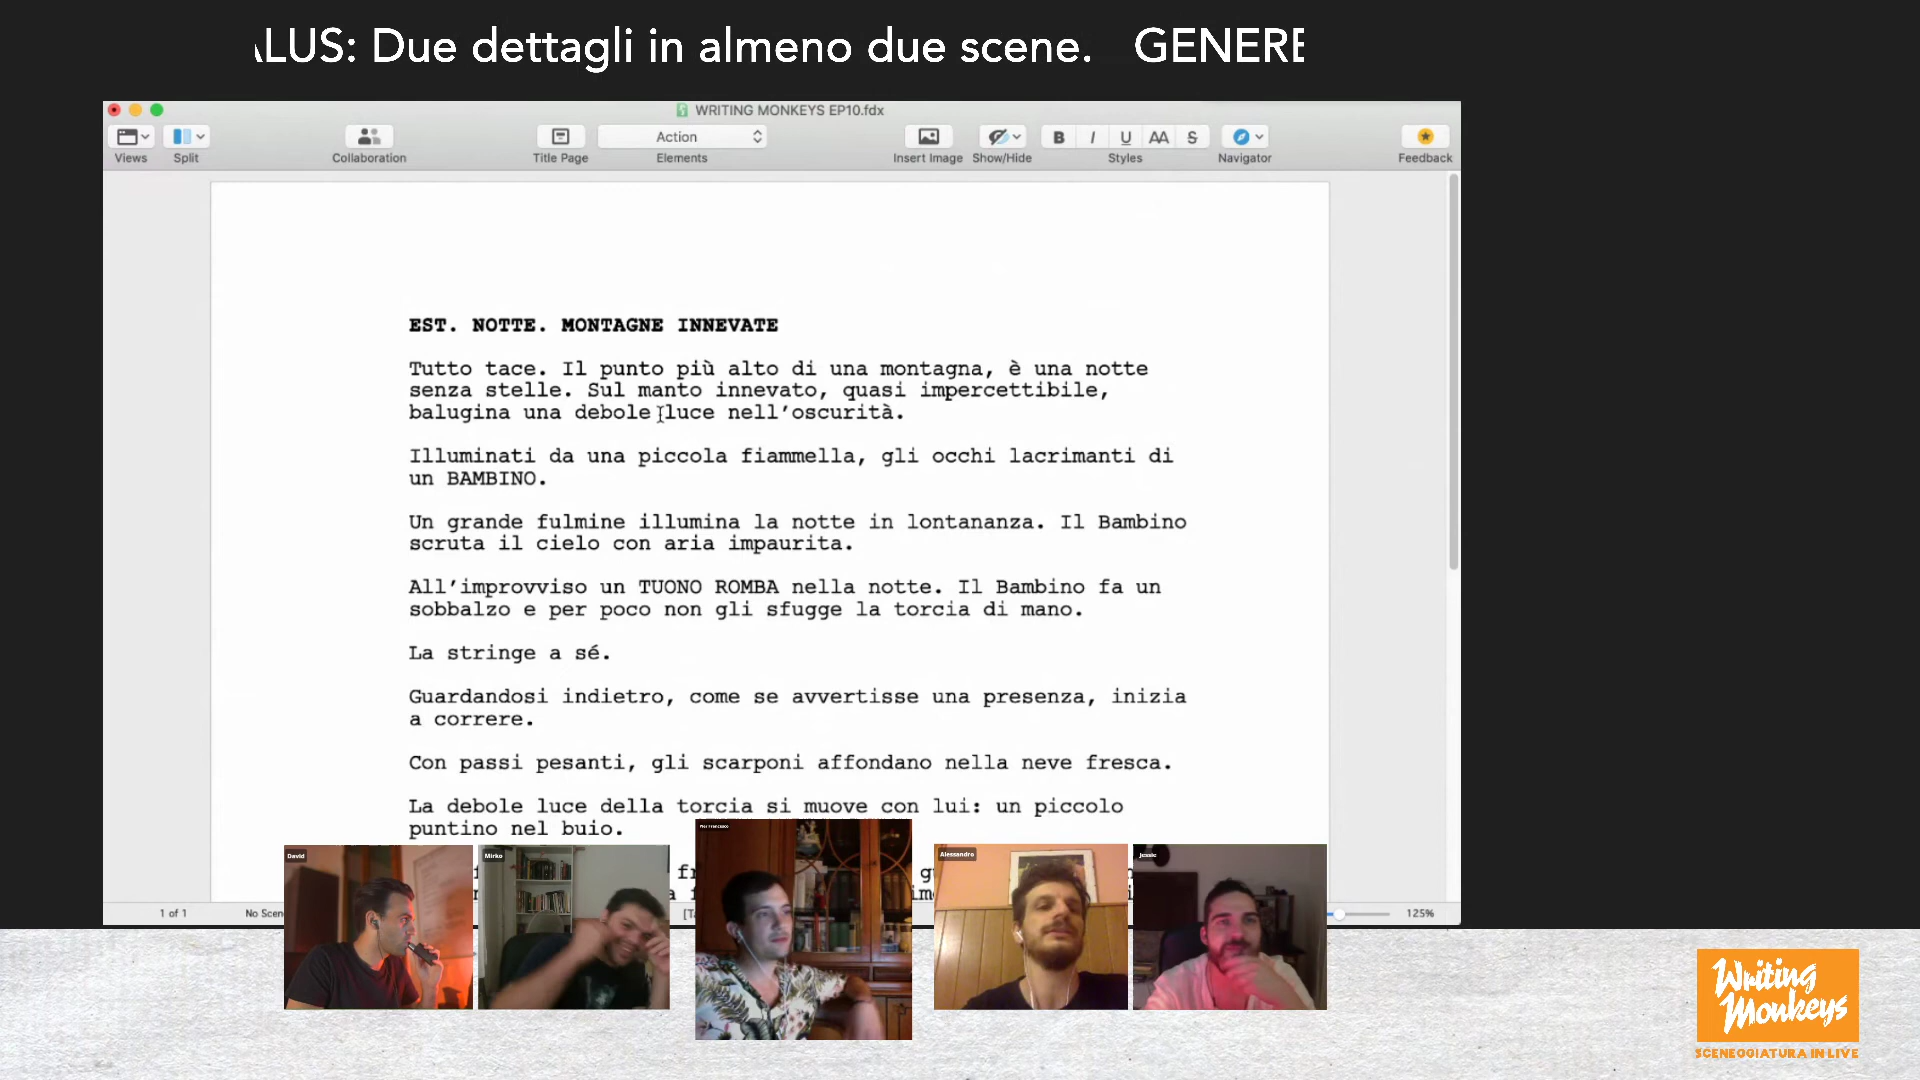 LUS: Due dettagli in almeno due scene. GENERE
WRITING MONKEYS EP10.fdx
Action
B I U AA S
Views Split Collaboration Title Page Elements Insert Image Show/Hide Styles Navigator Feedback
EST. NOTTE. MONTAGNE INNEVATE
Tutto tace. Il punto più alto di una montagna, è una notte
senza stelle. Sul manto innevato, quasi impercettibile,
balugina una debole luce nell'oscurità.
Illuminati da una piccola fiammella, gli occhi lacrimanti di
un BAMBINO.
Un grande fulmine illumina la notte in lontananza. Il Bambino
scruta il cielo con aria impaurita.
All'improvviso un TUONO ROMBA nella notte. Il Bambino fa un
sobbalzo e per poco non gli sfugge la torcia di mano.
La stringe a sé.
Guardandosi indietro, come se avvertisse una presenza, inizia
a correre.
Con passi pesanti, gli scarponi affondano nella neve fresca.
La debole luce della torcia si muove con lui: un piccolo
puntino nel buio.
David
Mirko
Pier Francesco
Alessandro
Jessie
1 of 1
No Scen
125%
Writing
Monkeys
SCENEGGIATURA IN LIVE